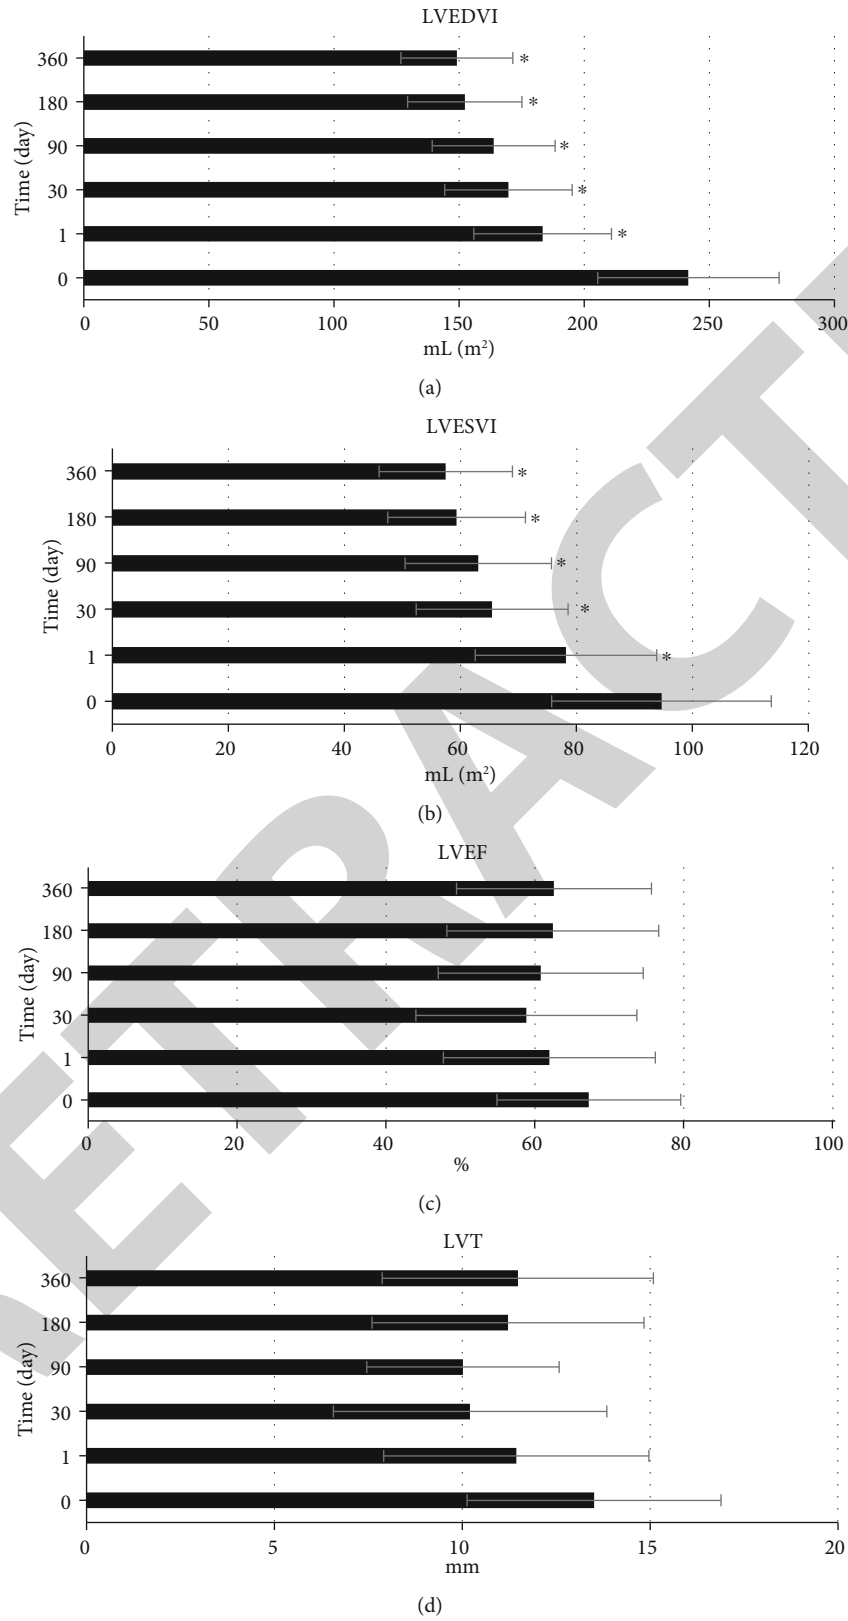 LVEDVI
Time (day)
360 *
180 *
90 *
30 *
1 *
0
0 50 100 150 200 250 300
mL (m²)
(a)
LVESVI
Time (day)
360 *
180 *
90 *
30 *
1 *
0
0 20 40 60 80 100 120
mL (m²)
(b)
LVEF
Time (day)
360
180
90
30
1
0
0 20 40 60 80 100
%
(c)
LVT
Time (day)
360
180
90
30
1
0
0 5 10 15 20
mm
(d)
RETRACTE